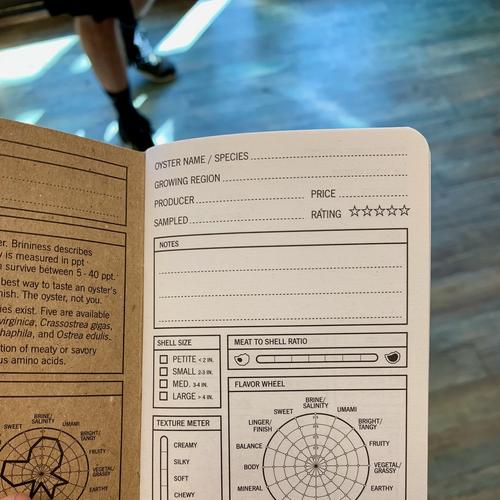 er. Brininess describes
is measured in ppt
survive between 5 - 40 ppt.
best way to taste an oyster's
nish. The oyster, not you.
ies exist. Five are available
virginica, Crassostrea gigas,
and Ostrea edulis.
tion of meaty or savory
us amino acids.
BRINE/
SALINITY
SWEET
UMAMI
BRIGHT/
TANGY
FRUITY
VEGETAL/
GRASSY
EARTHY
OYSTER NAME / SPECIES
GROWING REGION
PRODUCER
PRICE
SAMPLED
RATING ☆☆☆☆☆
NOTES
SHELL SIZE
PETITE < 2 IN.
SMALL 2-3 IN.
MED. 3-4 IN.
LARGE > 4 IN.
MEAT TO SHELL RATIO
TEXTURE METER
CREAMY
SILKY
SOFT
CHEWY
FLAVOR WHEEL
BRINE/
SALINITY
SWEET
UMAMI
LINGER/
FINISH
BRIGHT/
TANGY
BALANCE
FRUITY
BODY
VEGETAL/
GRASSY
MINERAL
EARTHY